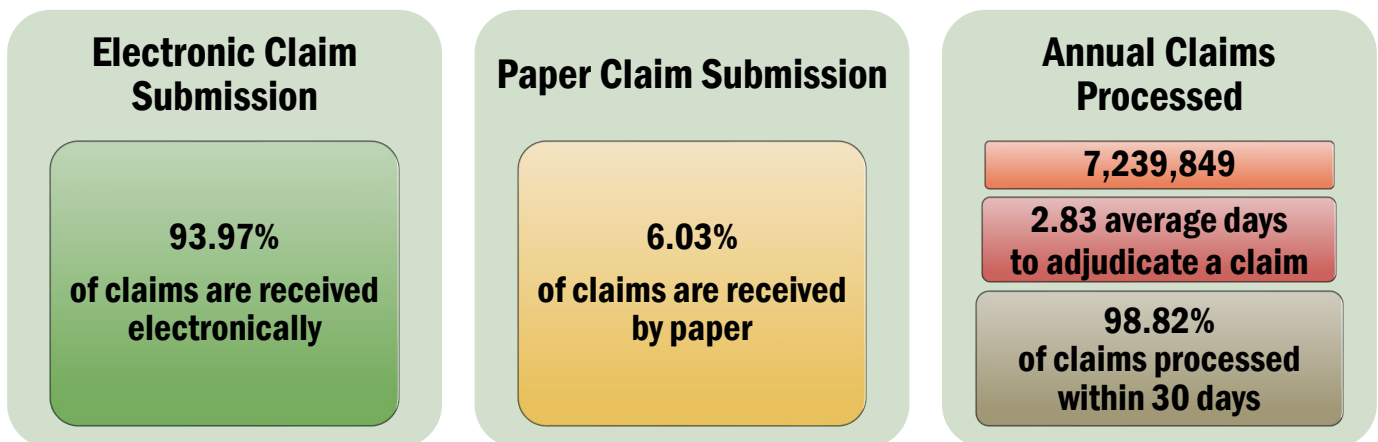 Electronic Claim
Submission
93.97%
of claims are received
electronically
Paper Claim Submission
6.03%
of claims are received
by paper
Annual Claims
Processed
7,239,849
2.83 average days
to adjudicate a claim
98.82%
of claims processed
within 30 days